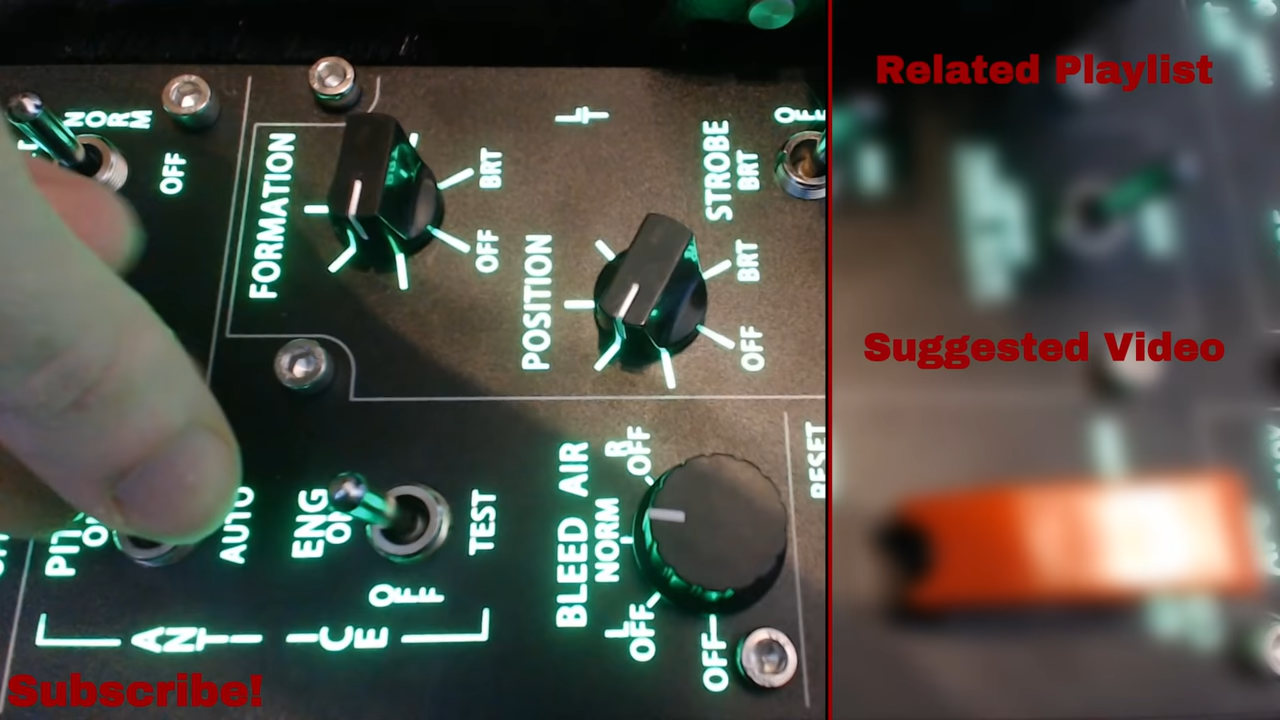 Related Playlist
Suggested Video
Subscribe!
NORM
OFF
FORMATION
BRT
OFF
LT
STROBE
BRT
OFF
POSITION
BRT
OFF
AUTO
ENG
ON
TEST
OFF
ANTI-ICE
BLEED AIR
R OFF
NORM
L OFF
OFF
RESET